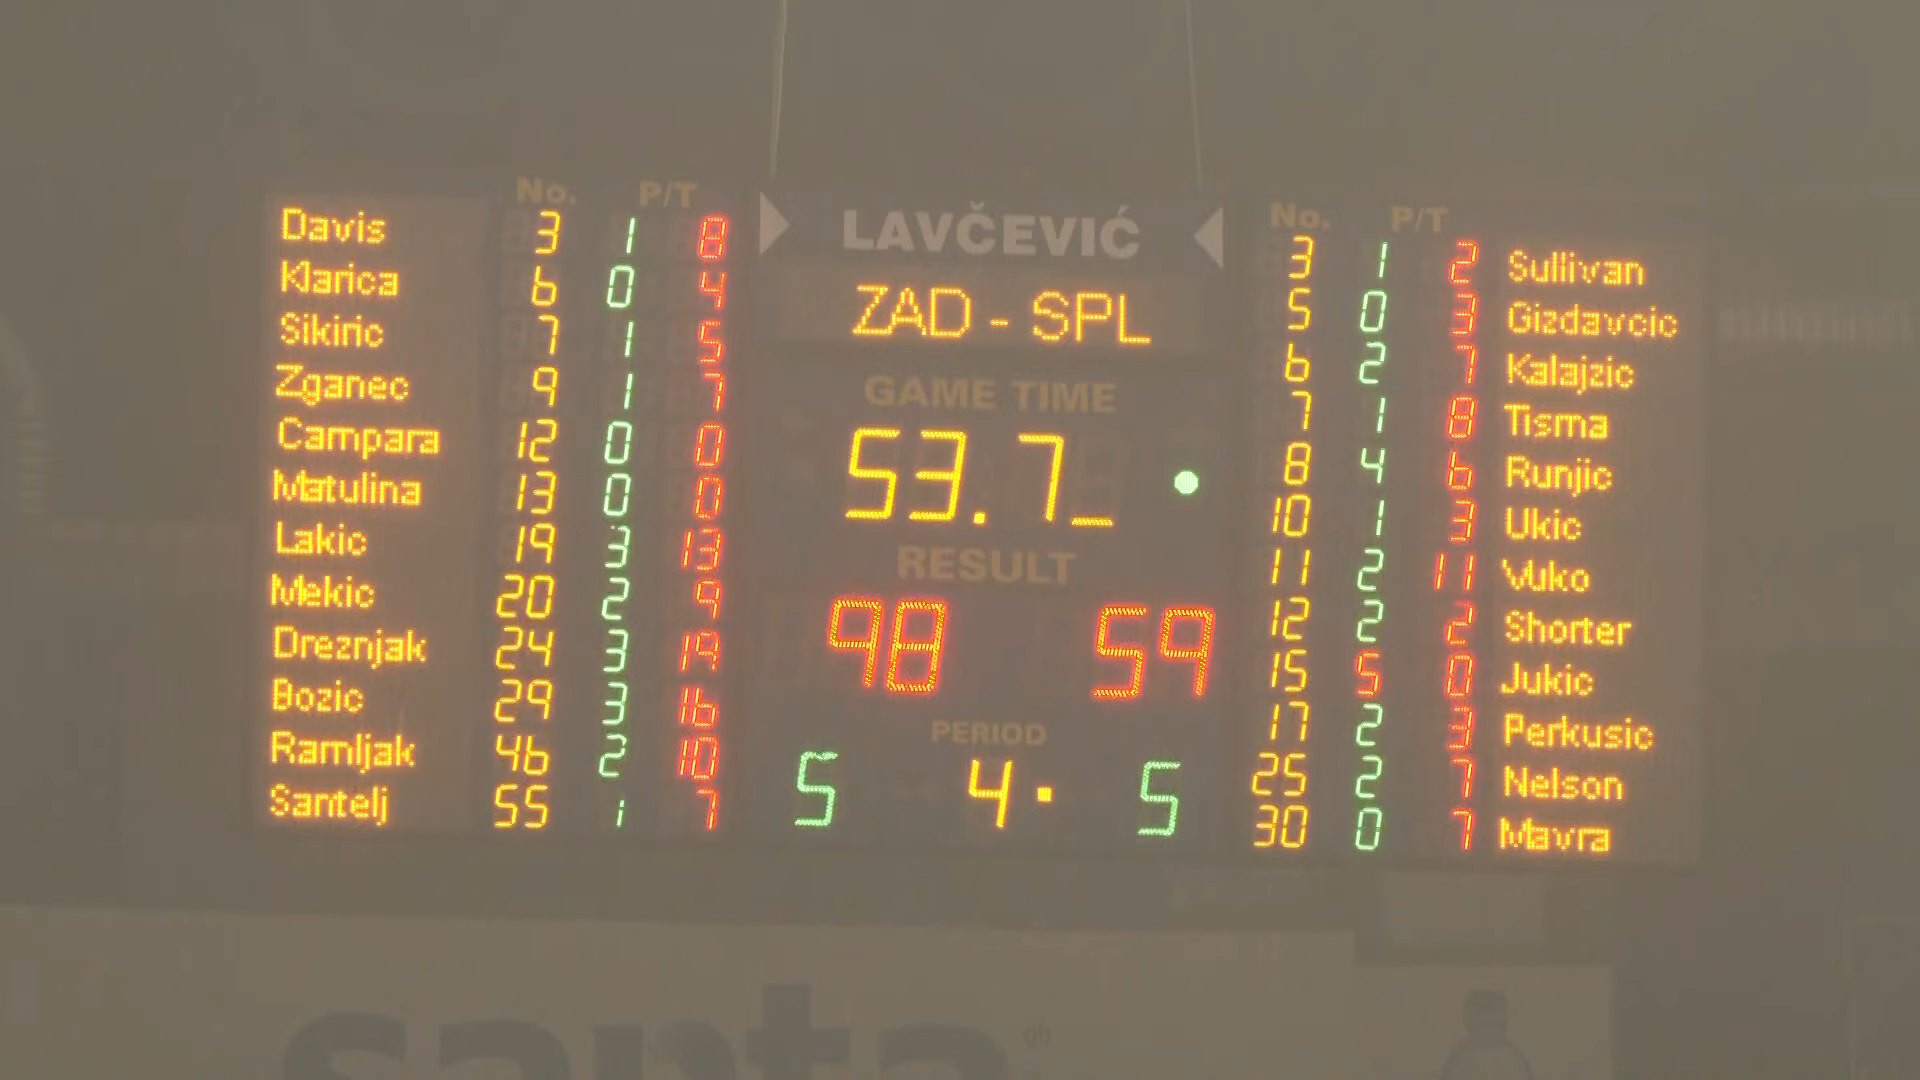 No. P/T
Davis 3 1 8
Klarica 6 0 4
Sikiric 7 1 5
Zganec 9 1 7
Campara 12 0 0
Matulina 13 0 0
Lakic 19 3 13
Mekic 20 2 9
Dreznjak 24 3 19
Bozic 29 3 16
Ramljak 46 2 10
Santelj 55 1 7
LAVČEVIĆ
ZAD - SPL
GAME TIME
53.7
RESULT
98 59
PERIOD
5 4 5
No. P/T
3 1 2 Sullivan
5 0 3 Gizdavcic
6 2 7 Kalajzic
7 1 8 Tisma
8 4 6 Runjic
10 1 3 Ukic
11 2 11 Vuko
12 2 2 Shorter
15 5 0 Jukic
17 2 3 Perkusic
25 2 7 Nelson
30 0 7 Mavra
santa